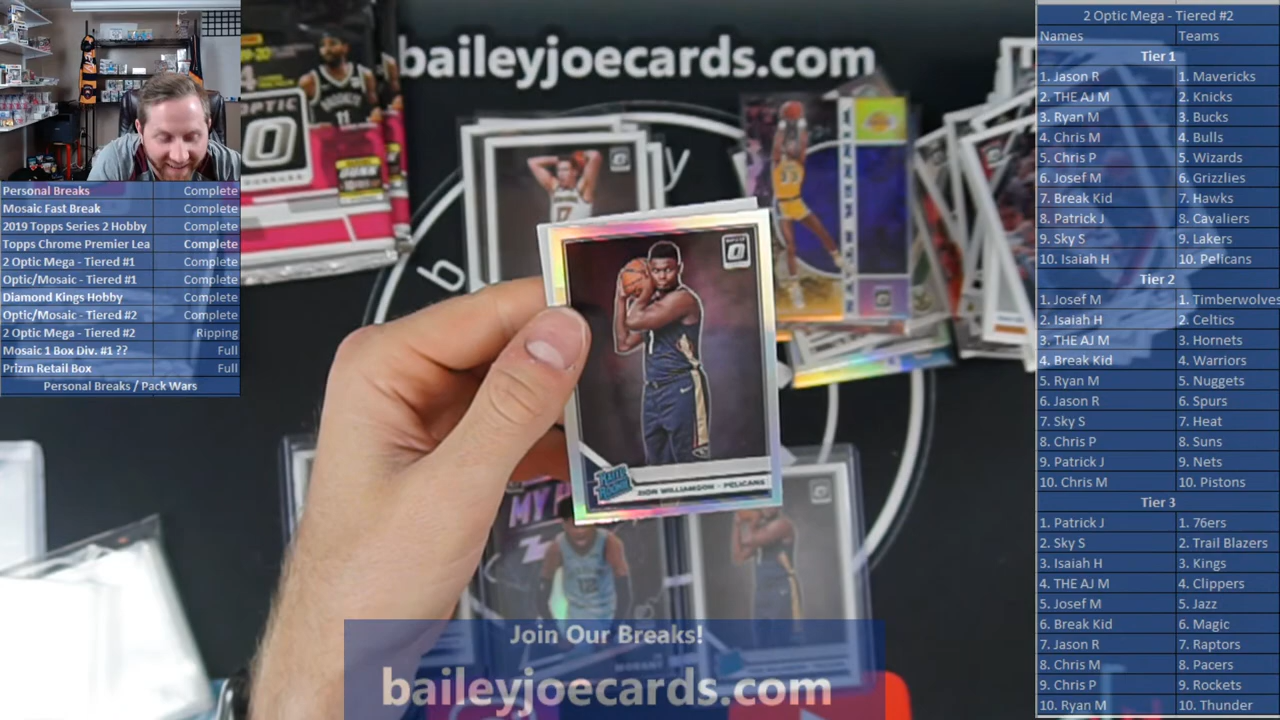 baileyjoecards.com
Personal Breaks Complete
Mosaic Fast Break Complete
2019 Topps Series 2 Hobby Complete
Topps Chrome Premier Lea Complete
2 Optic Mega - Tiered #1 Complete
Optic/Mosaic - Tiered #1 Complete
Diamond Kings Hobby Complete
Optic/Mosaic - Tiered #2 Complete
2 Optic Mega - Tiered #2 Ripping
Mosaic 1 Box Div. #1 ?? Full
Prizm Retail Box Full
Personal Breaks / Pack Wars
OPTIC
b
y
RATED ROOKIE
ZION WILLIAMSON - PELICANS
MY
Join Our Breaks!
baileyjoecards.com
2 Optic Mega - Tiered #2
Names Teams
Tier 1
1. Jason R 1. Mavericks
2. THE AJ M 2. Knicks
3. Ryan M 3. Bucks
4. Chris M 4. Bulls
5. Chris P 5. Wizards
6. Josef M 6. Grizzlies
7. Break Kid 7. Hawks
8. Patrick J 8. Cavaliers
9. Sky S 9. Lakers
10. Isaiah H 10. Pelicans
Tier 2
1. Josef M 1. Timberwolves
2. Isaiah H 2. Celtics
3. THE AJ M 3. Hornets
4. Break Kid 4. Warriors
5. Ryan M 5. Nuggets
6. Jason R 6. Spurs
7. Sky S 7. Heat
8. Chris P 8. Suns
9. Patrick J 9. Nets
10. Chris M 10. Pistons
Tier 3
1. Patrick J 1. 76ers
2. Sky S 2. Trail Blazers
3. Isaiah H 3. Kings
4. THE AJ M 4. Clippers
5. Josef M 5. Jazz
6. Break Kid 6. Magic
7. Jason R 7. Raptors
8. Chris M 8. Pacers
9. Chris P 9. Rockets
10. Ryan M 10. Thunder